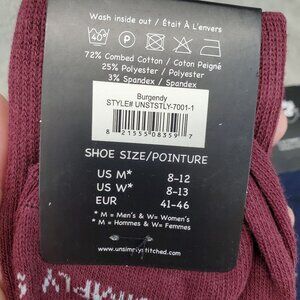 Wash inside out / Était À L'envers
40°
P
72% Combed Cotton / Coton Peigné
25% Polyester / Polyester
3% Spandex / Spandex
Burgendy
STYLE# UNSTSTLY-7001-1
8 21555 08359 7
SHOE SIZE/POINTURE
US M* 8-12
US W* 8-13
EUR 41-46
* M = Men's & W= Women's
* M = Hommes & W = Femmes
www.unsimplystitched.com